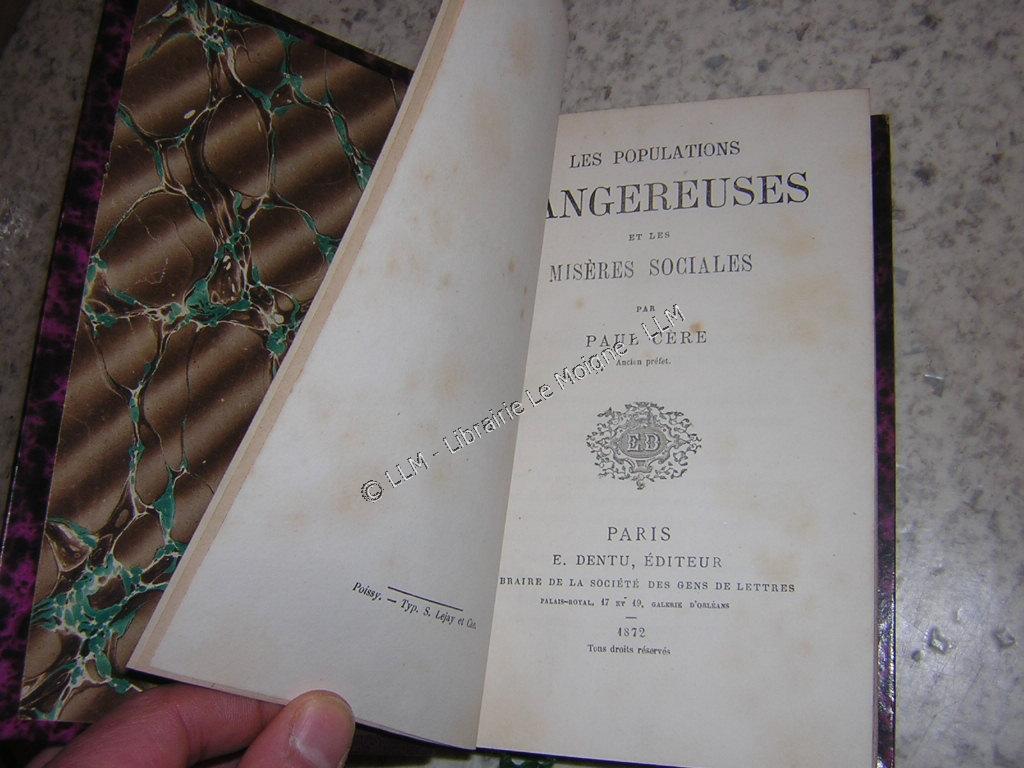 LES POPULATIONS
ANGEREUSES
ET LES
MISÈRES SOCIALES
PAR
PAUL CÈRE
Ancien préfet.
ED
© LLM - Librairie Le Moigne - LLM
Poissy. — Typ. S. Lejay et Cie.
PARIS
E. DENTU, ÉDITEUR
BRAIRE DE LA SOCIÉTÉ DES GENS DE LETTRES
PALAIS-ROYAL, 17 ET 19, GALERIE D'ORLÉANS
1872
Tous droits réservés